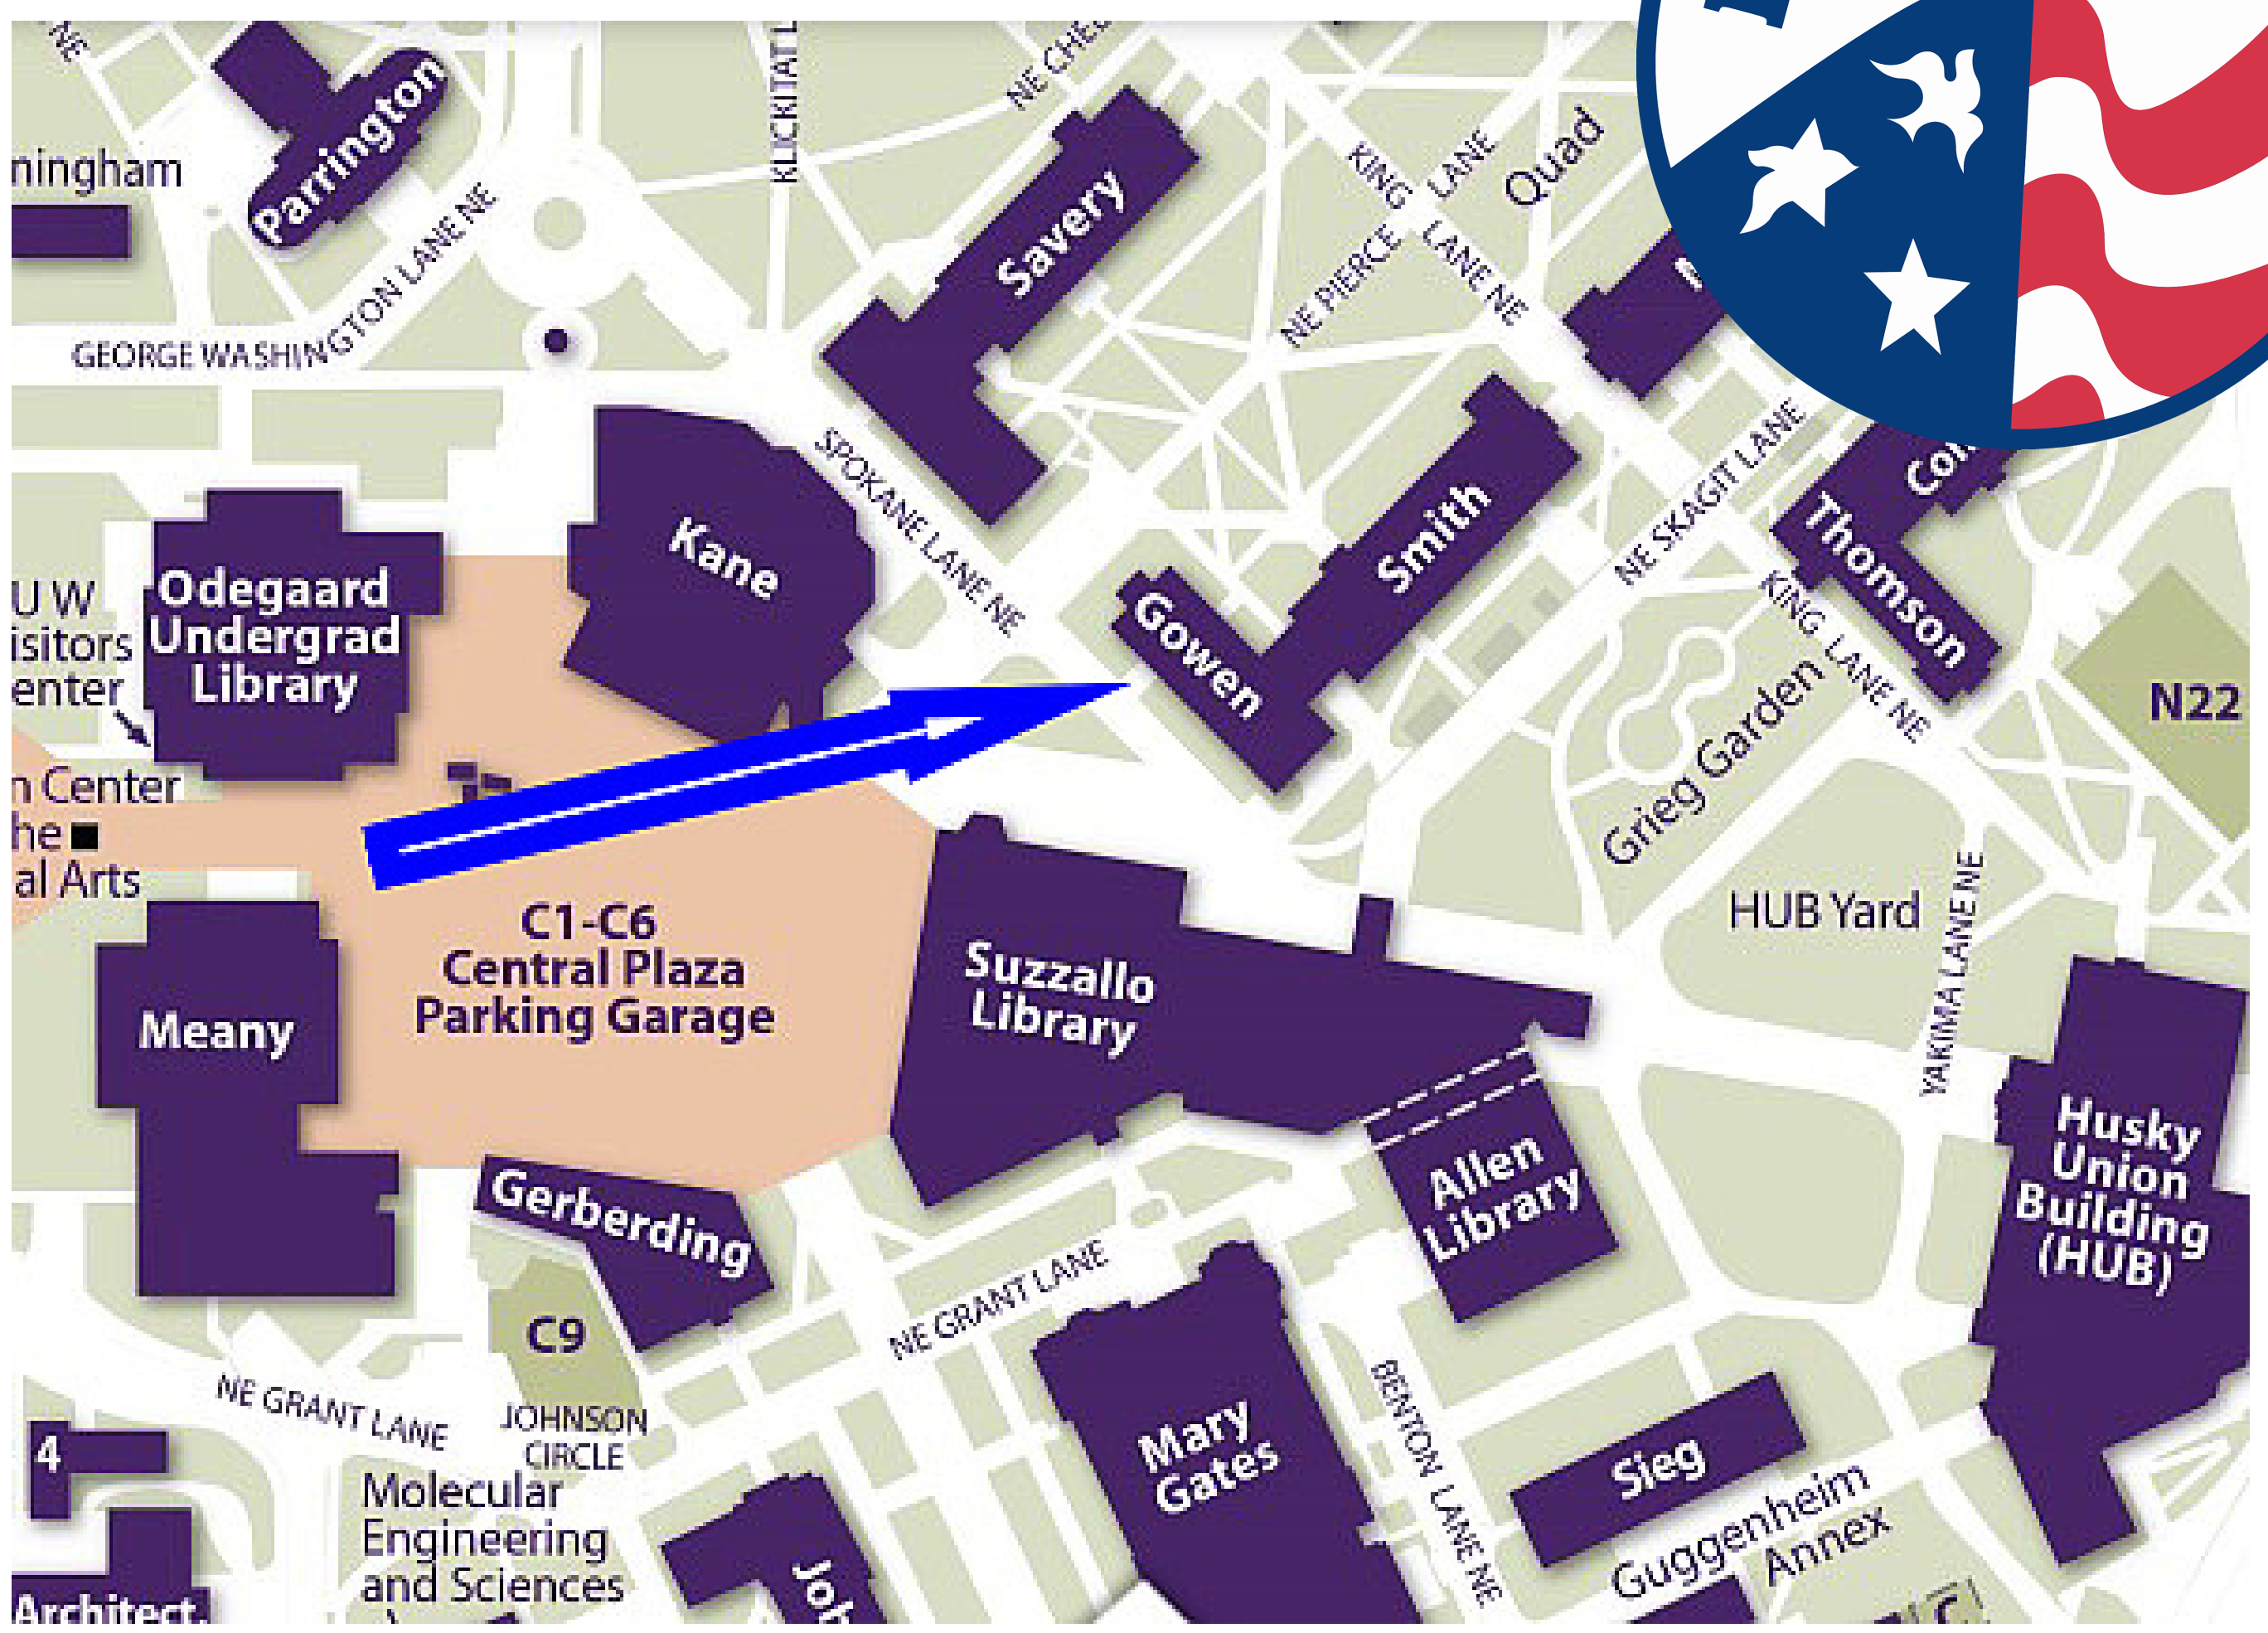 NE
Parrington
ningham
GEORGE WASHINGTON LANE NE
KLICKITAT L
NE CHEL
Savery
KING LANE NE
NE PIERCE LANE
Quad
SPOKANE LANE NE
Kane
Odegaard
Undergrad
Library
U W
isitors
enter
n Center
he
al Arts
Gowen
Smith
NE SKAGIT LANE
Thomson
KING LANE NE
Grieg Garden
N22
HUB Yard
YAKIMA LANE NE
C1-C6
Central Plaza
Parking Garage
Meany
Suzzallo
Library
Allen
Library
Husky
Union
Building
(HUB)
Gerberding
C9
NE GRANT LANE
NE GRANT LANE
JOHNSON
CIRCLE
Molecular
Engineering
and Sciences
4
Architect.
Joh
Mary
Gates
BENTON LANE NE
Sieg
Guggenheim
Annex
C